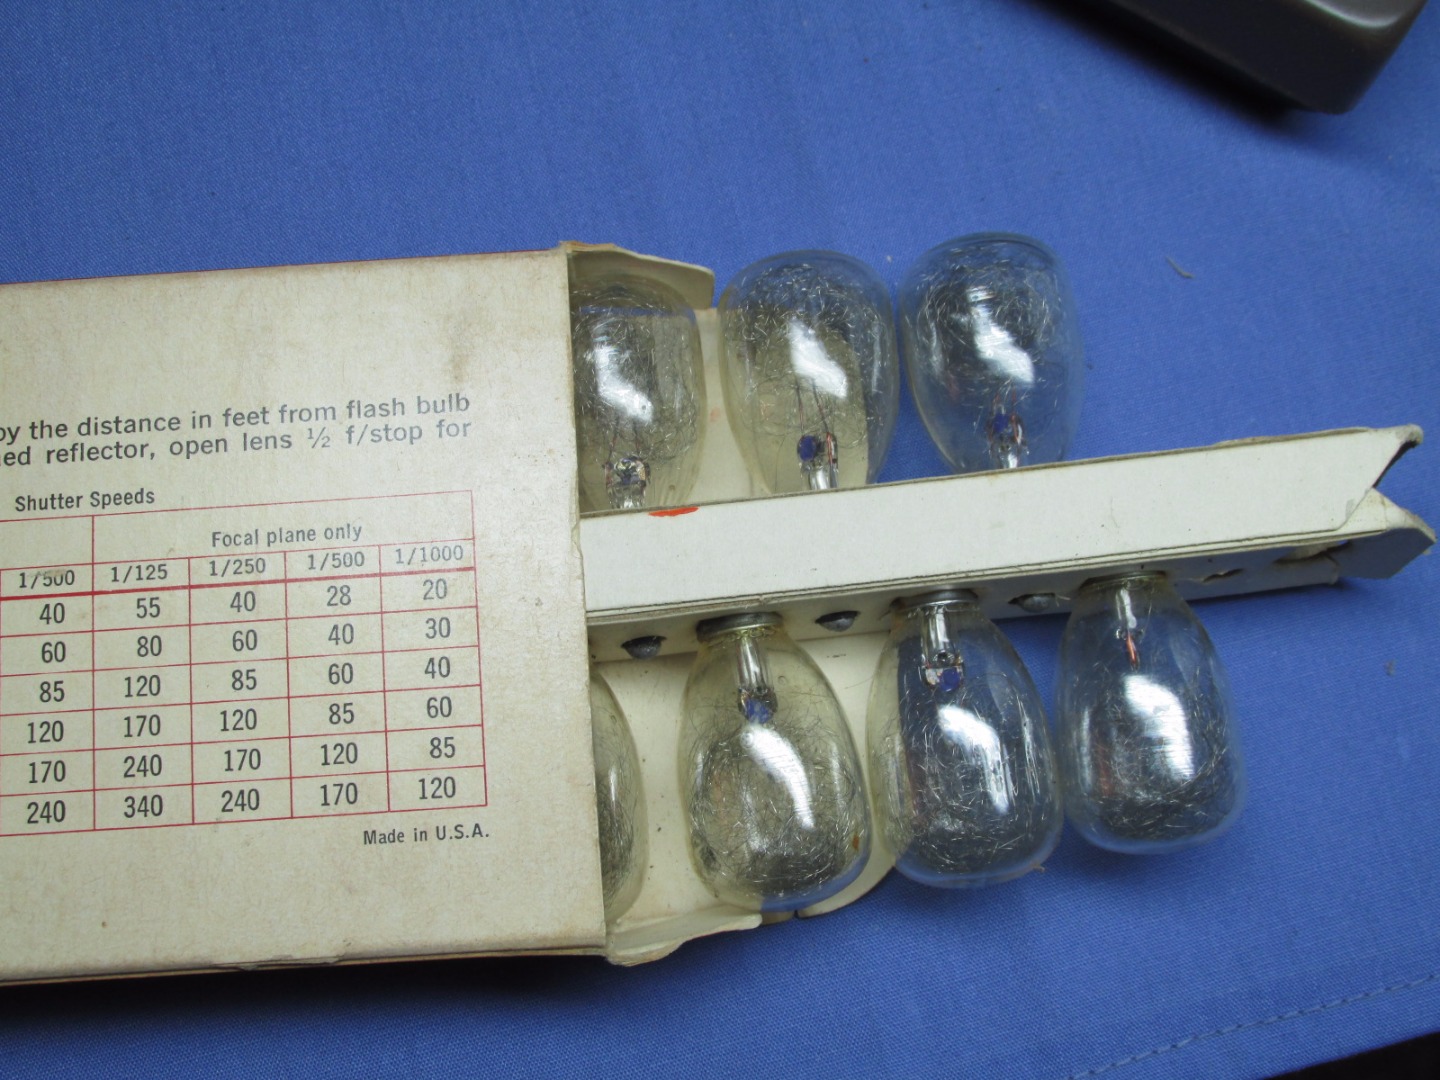 by the distance in feet from flash bulb
reflector, open lens ½ f/stop for
Shutter Speeds
Focal plane only
1/500 1/125 1/250 1/500 1/1000
40 55 40 28 20
60 80 60 40 30
85 120 85 60 40
120 170 120 85 60
170 240 170 120 85
240 340 240 170 120
Made in U.S.A.